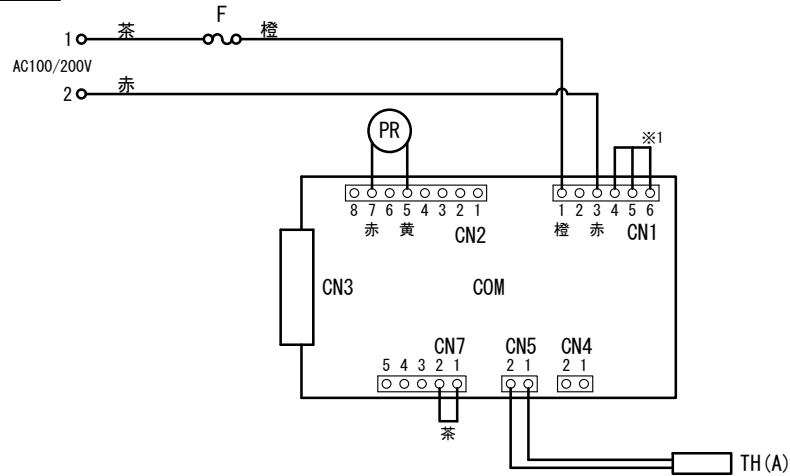 F
1 茶 橙
AC100/200V
2 赤
PR
※1
8 7 6 5 4 3 2 1
1 2 3 4 5 6
赤 黄
CN2
橙 赤
CN1
CN3
COM
CN7
CN5
CN4
5 4 3 2 1
2 1
2 1
茶
TH(A)